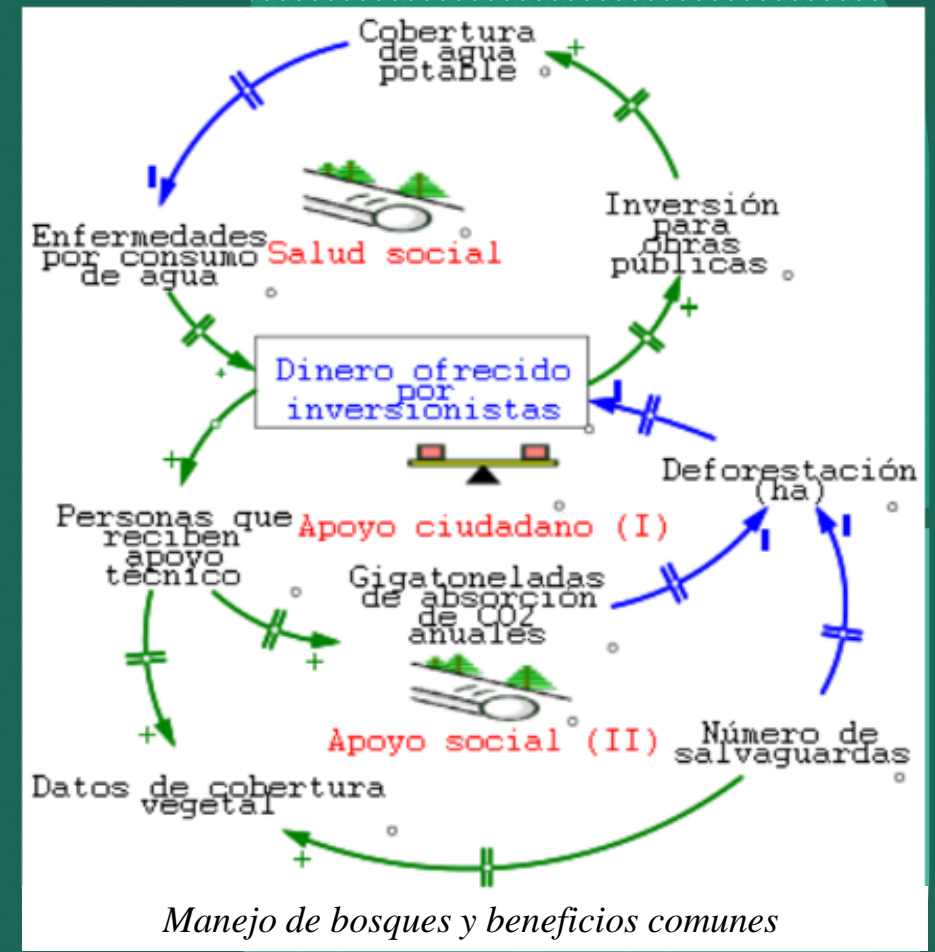 Cobertura
de agua
potable
Inversión
para
obras
públicas
Enfermedades
por consumo
de agua
Salud social
Dinero ofrecido
por
inversionistas
Deforestación
(ha)
Personas que
reciben
apoyo
técnico
Apoyo ciudadano (I)
Gigatoneladas
de absorción
de CO2
anuales
Apoyo social (II)
Número de
salvaguardas
Datos de cobertura
vegetal
Manejo de bosques y beneficios comunes